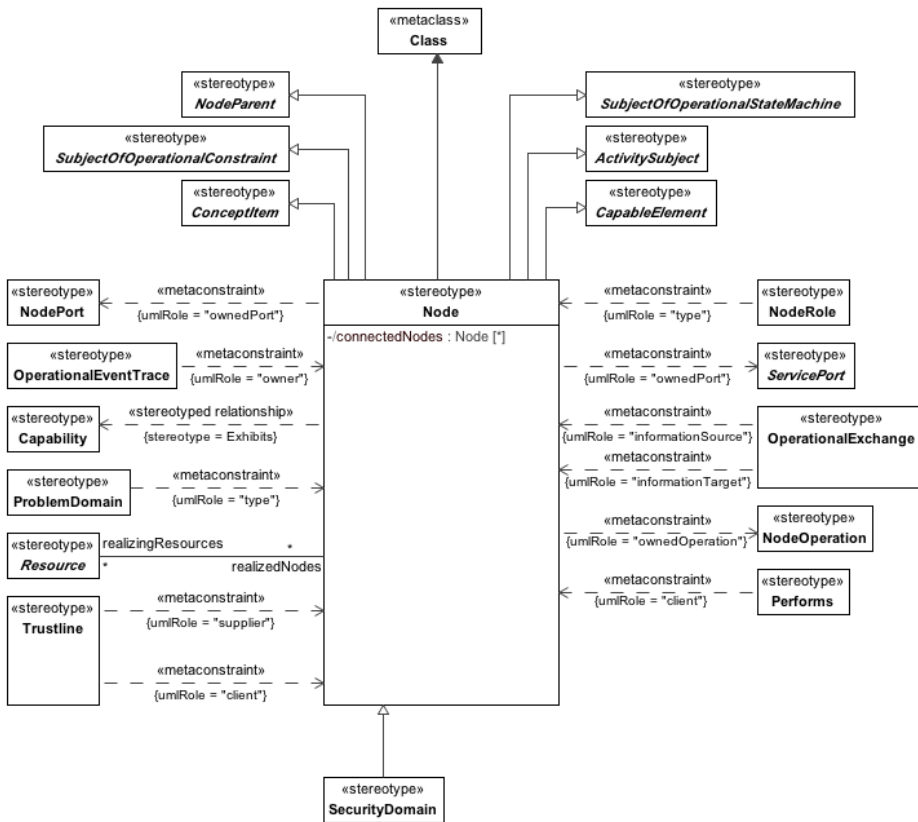 «metaclass»
Class
«stereotype»
NodeParent
«stereotype»
SubjectOfOperationalStateMachine
«stereotype»
SubjectOfOperationalConstraint
«stereotype»
ActivitySubject
«stereotype»
ConceptItem
«stereotype»
CapableElement
«stereotype»
Node
-/connectedNodes : Node [*]
«stereotype»
NodePort
«metaconstraint»
{umlRole = "ownedPort"}
«stereotype»
OperationalEventTrace
«metaconstraint»
{umlRole = "owner"}
«stereotype»
Capability
«stereotyped relationship»
{stereotype = Exhibits}
«stereotype»
ProblemDomain
«metaconstraint»
{umlRole = "type"}
«stereotype»
Resource
realizingResources
*
*
realizedNodes
«stereotype»
Trustline
«metaconstraint»
{umlRole = "supplier"}
«metaconstraint»
{umlRole = "client"}
«metaconstraint»
{umlRole = "type"}
«stereotype»
NodeRole
«metaconstraint»
{umlRole = "ownedPort"}
«stereotype»
ServicePort
«metaconstraint»
{umlRole = "informationSource"}
«metaconstraint»
{umlRole = "informationTarget"}
«stereotype»
OperationalExchange
«metaconstraint»
{umlRole = "ownedOperation"}
«stereotype»
NodeOperation
«metaconstraint»
{umlRole = "client"}
«stereotype»
Performs
«stereotype»
SecurityDomain